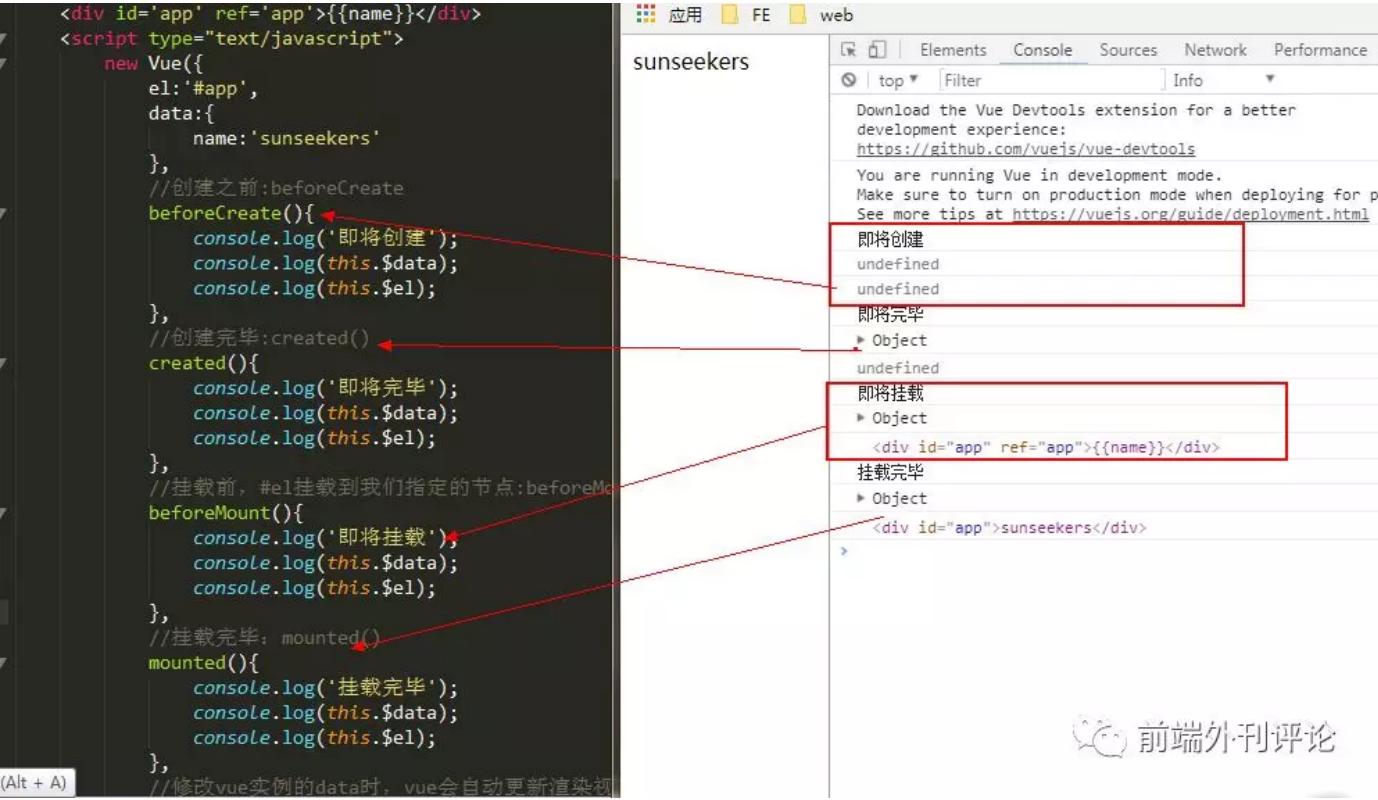 <div id='app' ref='app'>{{name}}</div>
<script type="text/javascript">
new Vue({
el:'#app',
data:{
name:'sunseekers'
},
//创建之前:beforeCreate
beforeCreate(){
console.log('即将创建');
console.log(this.$data);
console.log(this.$el);
},
//创建完毕:created()
created(){
console.log('即将完毕');
console.log(this.$data);
console.log(this.$el);
},
//挂载前，#el挂载到我们指定的节点:beforeMo
beforeMount(){
console.log('即将挂载');
console.log(this.$data);
console.log(this.$el);
},
//挂载完毕：mounted()
mounted(){
console.log('挂载完毕');
console.log(this.$data);
console.log(this.$el);
},
//修改vue实例的data时，vue会自动更新渲染视
(Alt + A)
应用 FE web
sunseekers
Elements Console Sources Network Performance
top Filter Info
Download the Vue Devtools extension for a better
development experience:
https://github.com/vuejs/vue-devtools
You are running Vue in development mode.
Make sure to turn on production mode when deploying for p
See more tips at https://vuejs.org/guide/deployment.html
即将创建
undefined
undefined
即将完毕
Object
undefined
即将挂载
Object
<div id="app" ref="app">{{name}}</div>
挂载完毕
Object
<div id="app">sunseekers</div>
前端外刊评论